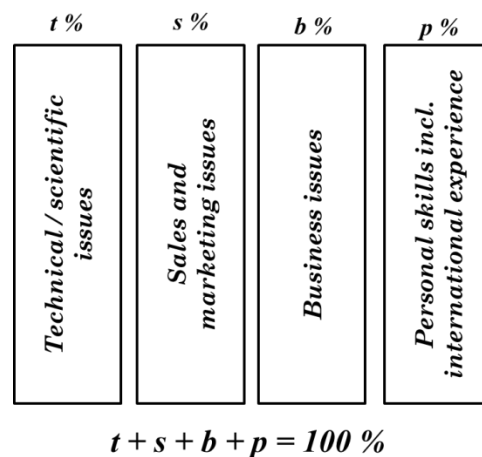 t % s % b % p %
Technical / scientific
issues
Sales and
marketing issues
Business issues
Personal skills incl.
international experience
t + s + b + p = 100 %